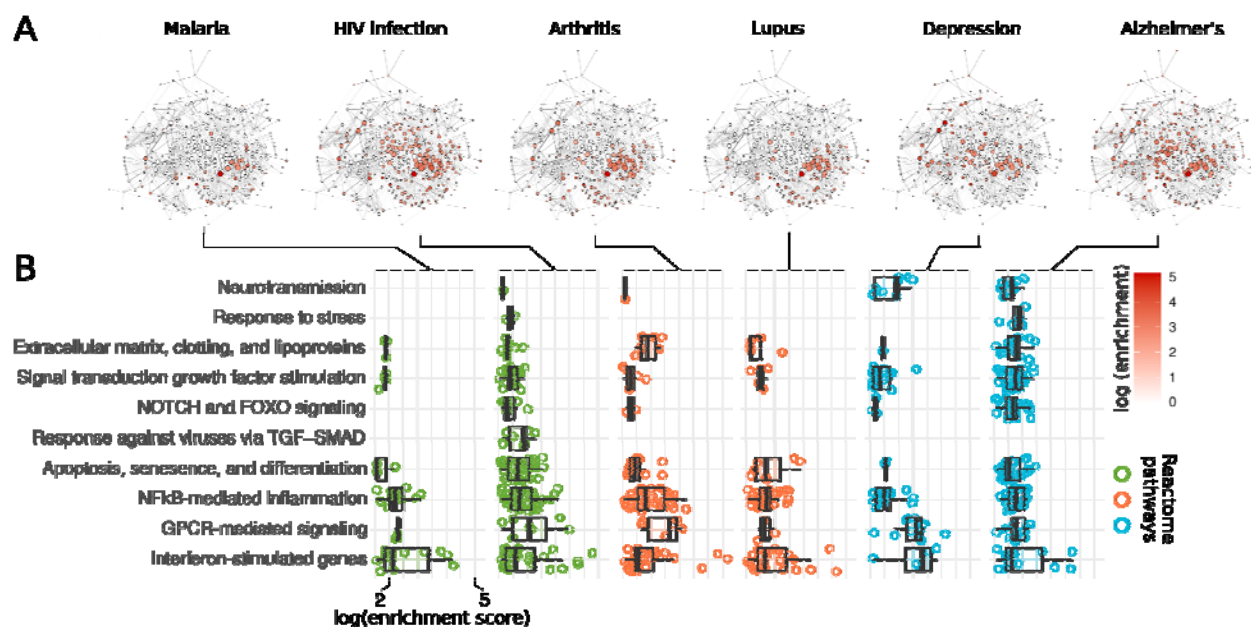 A
Malaria
HIV infection
Arthritis
Lupus
Depression
Alzheimer's
B
Neurotransmission
Response to stress
Extracellular matrix, clotting, and lipoproteins
Signal transduction growth factor stimulation
NOTCH and FOXO signaling
Response against viruses via TGF-SMAD
Apoptosis, senesence, and differentiation
NFkB-mediated inflammation
GPCR-mediated signaling
Interferon-stimulated genes
2
5
log(enrichment score)
log (enrichment)
5
4
3
2
1
0
Reactome
pathways